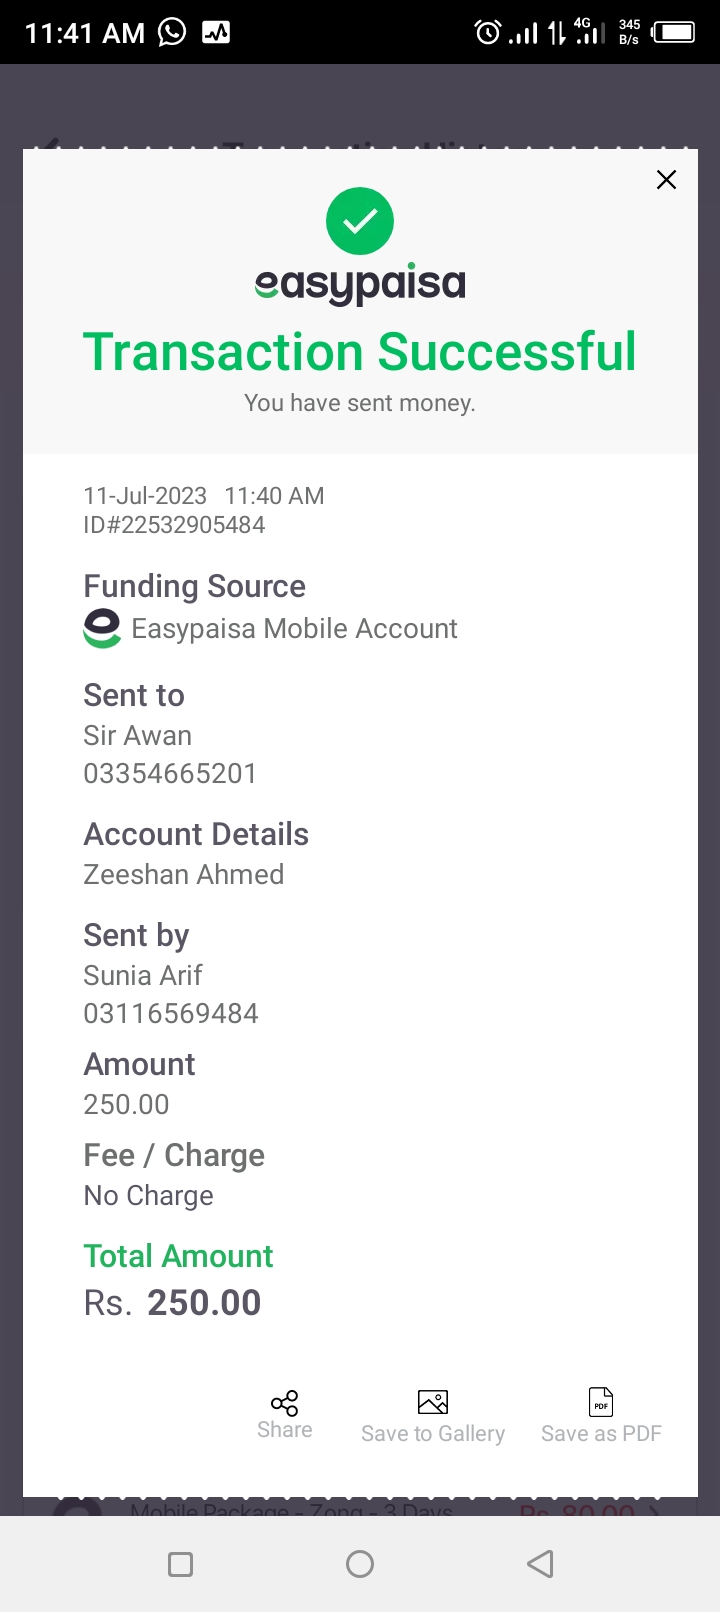 11:41 AM
4G
345
B/s
easypaisa
Transaction Successful
You have sent money.
11-Jul-2023 11:40 AM
ID#22532905484
Funding Source
Easypaisa Mobile Account
Sent to
Sir Awan
03354665201
Account Details
Zeeshan Ahmed
Sent by
Sunia Arif
03116569484
Amount
250.00
Fee / Charge
No Charge
Total Amount
Rs. 250.00
PDF
Share
Save to Gallery
Save as PDF
Mobile Package - Zong - 3 Days
Rs. 80.00